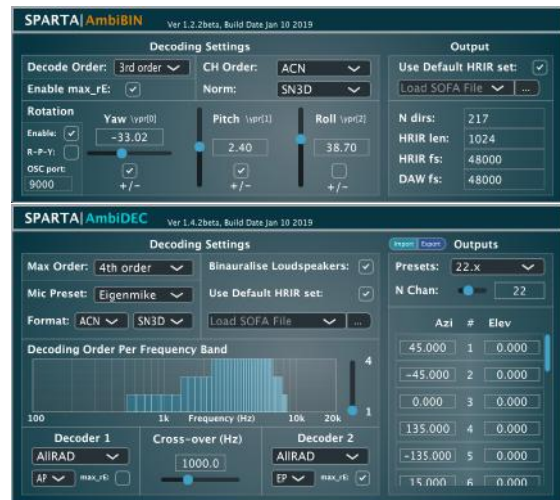 SPARTA|AmbiBIN Ver 1.2.2beta, Build Date Jan 10 2019
Decoding Settings
Decode Order: 3rd order CH Order: ACN
Enable max_rE: Norm: SN3D
Rotation
Enable:
R-P-Y:
OSC port:
9000
Yaw \ypr[0]
-33.02
+/-
Pitch \ypr[1]
2.40
+/-
Roll \ypr[2]
38.70
+/-
Output
Use Default HRIR set:
Load SOFA File ...
N dirs: 217
HRIR len: 1024
HRIR fs: 48000
DAW fs: 48000
SPARTA|AmbiDEC Ver 1.4.2beta, Build Date Jan 10 2019
Decoding Settings
Max Order: 4th order Binauralise Loudspeakers:
Mic Preset: Eigenmike Use Default HRIR set:
Format: ACN SN3D Load SOFA File ...
Decoding Order Per Frequency Band
4
1
100 1k Frequency (Hz) 10k 20k
Decoder 1
AllRAD
AP max_rE:
Cross-over (Hz)
1000.0
Decoder 2
AllRAD
EP max_rE:
Import Export Outputs
Presets: 22.x
N Chan: 22
Azi # Elev
45.000 1 0.000
-45.000 2 0.000
0.000 3 0.000
135.000 4 0.000
-135.000 5 0.000
15.000 6 0.000